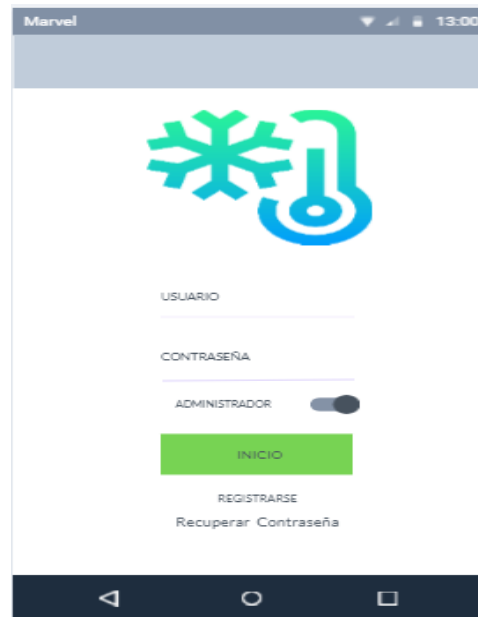 Marvel 13:00
USUARIO
CONTRASEÑA
ADMINISTRADOR
INICIO
REGISTRARSE
Recuperar Contraseña